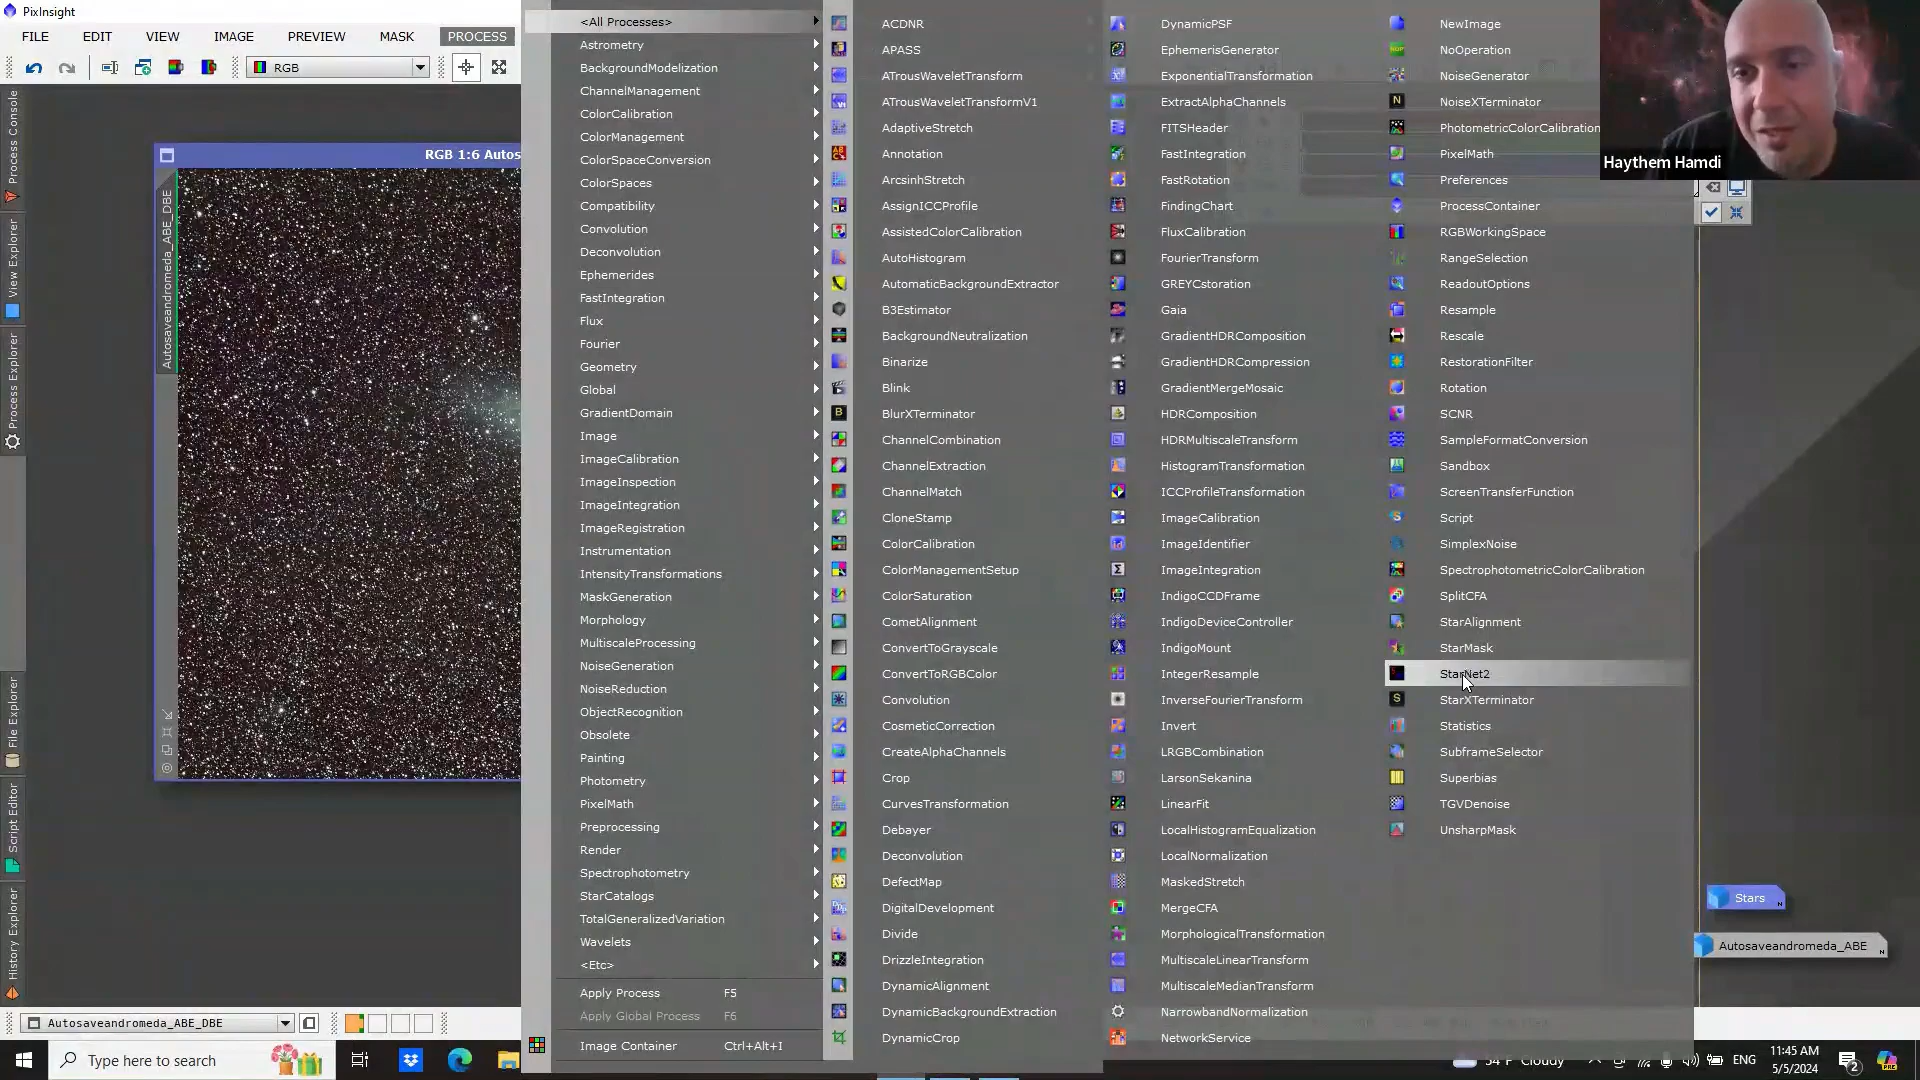 PixInsight
FILE EDIT VIEW IMAGE PREVIEW MASK PROCESS
RGB
Process Console
View Explorer
Process Explorer
File Explorer
Script Editor
History Explorer
RGB 1:6 Autos
Autosaveandromeda_ABE_DBE
<All Processes>
Astrometry
BackgroundModelization
ChannelManagement
ColorCalibration
ColorManagement
ColorSpaceConversion
ColorSpaces
Compatibility
Convolution
Deconvolution
Ephemerides
FastIntegration
Flux
Fourier
Geometry
Global
GradientDomain
Image
ImageCalibration
ImageInspection
ImageIntegration
ImageRegistration
Instrumentation
IntensityTransformations
MaskGeneration
Morphology
MultiscaleProcessing
NoiseGeneration
NoiseReduction
ObjectRecognition
Obsolete
Painting
Photometry
PixelMath
Preprocessing
Render
Spectrophotometry
StarCatalogs
TotalGeneralizedVariation
Wavelets
<Etc>
Apply Process F5
Apply Global Process F6
Image Container Ctrl+Alt+I
ACDNR
APASS
ATrousWaveletTransform
ATrousWaveletTransformV1
AdaptiveStretch
Annotation
ArcsinhStretch
AssignICCProfile
AssistedColorCalibration
AutoHistogram
AutomaticBackgroundExtractor
B3Estimator
BackgroundNeutralization
Binarize
Blink
BlurXTerminator
ChannelCombination
ChannelExtraction
ChannelMatch
CloneStamp
ColorCalibration
ColorManagementSetup
ColorSaturation
CometAlignment
ConvertToGrayscale
ConvertToRGBColor
Convolution
CosmeticCorrection
CreateAlphaChannels
Crop
CurvesTransformation
Debayer
Deconvolution
DefectMap
DigitalDevelopment
Divide
DrizzleIntegration
DynamicAlignment
DynamicBackgroundExtraction
DynamicCrop
DynamicPSF
EphemerisGenerator
ExponentialTransformation
ExtractAlphaChannels
FITSHeader
FastIntegration
FastRotation
FindingChart
FluxCalibration
FourierTransform
GREYCstoration
Gaia
GradientHDRComposition
GradientHDRCompression
GradientMergeMosaic
HDRComposition
HDRMultiscaleTransform
HistogramTransformation
ICCProfileTransformation
ImageCalibration
ImageIdentifier
ImageIntegration
IndigoCCDFrame
IndigoDeviceController
IndigoMount
IntegerResample
InverseFourierTransform
Invert
LRGBCombination
LarsonSekanina
LinearFit
LocalHistogramEqualization
LocalNormalization
MaskedStretch
MergeCFA
MorphologicalTransformation
MultiscaleLinearTransform
MultiscaleMedianTransform
NarrowbandNormalization
NetworkService
NewImage
NoOperation
NoiseGenerator
NoiseXTerminator
PhotometricColorCalibration
PixelMath
Preferences
ProcessContainer
RGBWorkingSpace
RangeSelection
ReadoutOptions
Resample
Rescale
RestorationFilter
Rotation
SCNR
SampleFormatConversion
Sandbox
ScreenTransferFunction
Script
SimplexNoise
SpectrophotometricColorCalibration
SplitCFA
StarAlignment
StarMask
StarNet2
StarXTerminator
Statistics
SubframeSelector
Superbias
TGVDenoise
UnsharpMask
Haythem Hamdi
Stars
Autosaveandromeda_ABE
Autosaveandromeda_ABE_DBE
Type here to search
54°F Cloudy
ENG
11:45 AM
5/5/2024
2